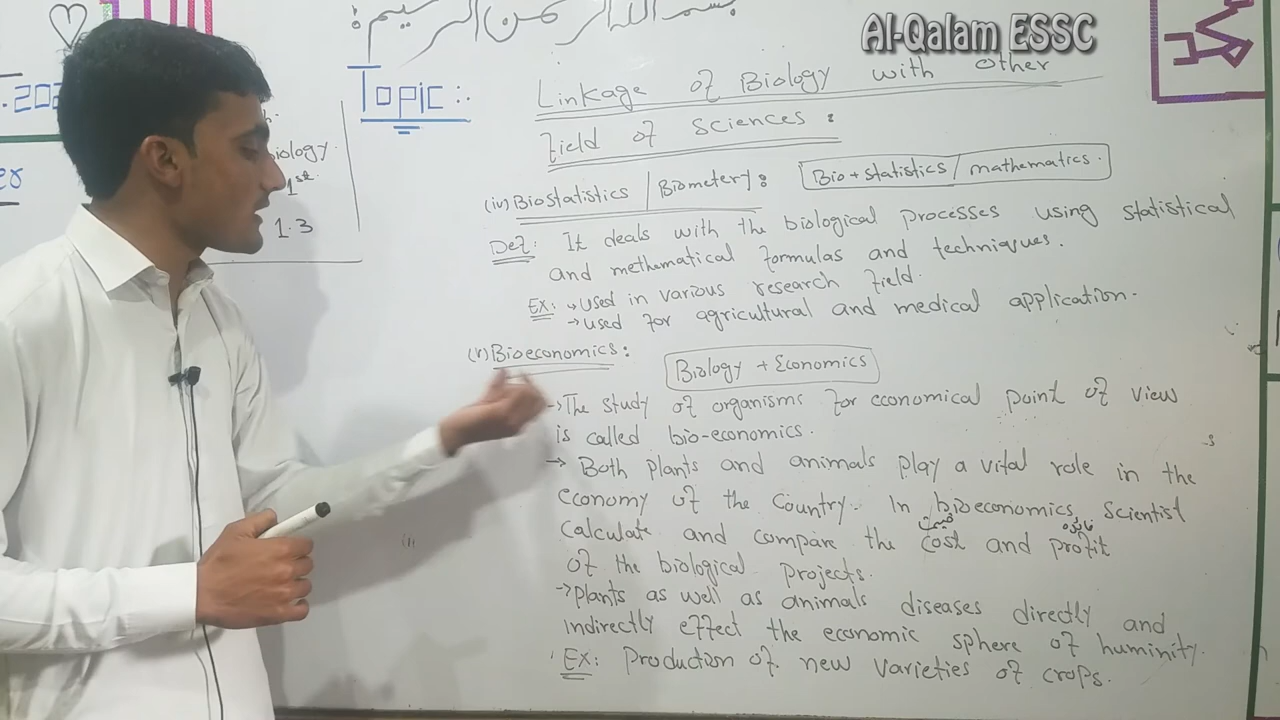 بسم الله الرحمن الرحيم:
Al-Qalam ESSC
Topic:.
Linkage of Biology with other
Field of Sciences:
iology.
1st.
1.3
(iv) Biostatistics / Biometery:
Bio + statistics / mathematics.
Def: It deals with the biological processes using statistical
and methematical formulas and techniques.
EX: → Used in various research field.
→ used for agricultural and medical application.
(v) Bioeconomics:
Biology + Economics
→ The study of organisms for economical point of view
is called bio-economics.
→ Both plants and animals play a vital role in the
economy of the country. In bioeconomics, scientist
قیمت فائدہ
calculate and compare the cost and profit
of the biological projects.
→ Plants as well as animals diseases directly and
indirectly effect the economic sphere of huminity.
EX: Production of new varieties of crops.